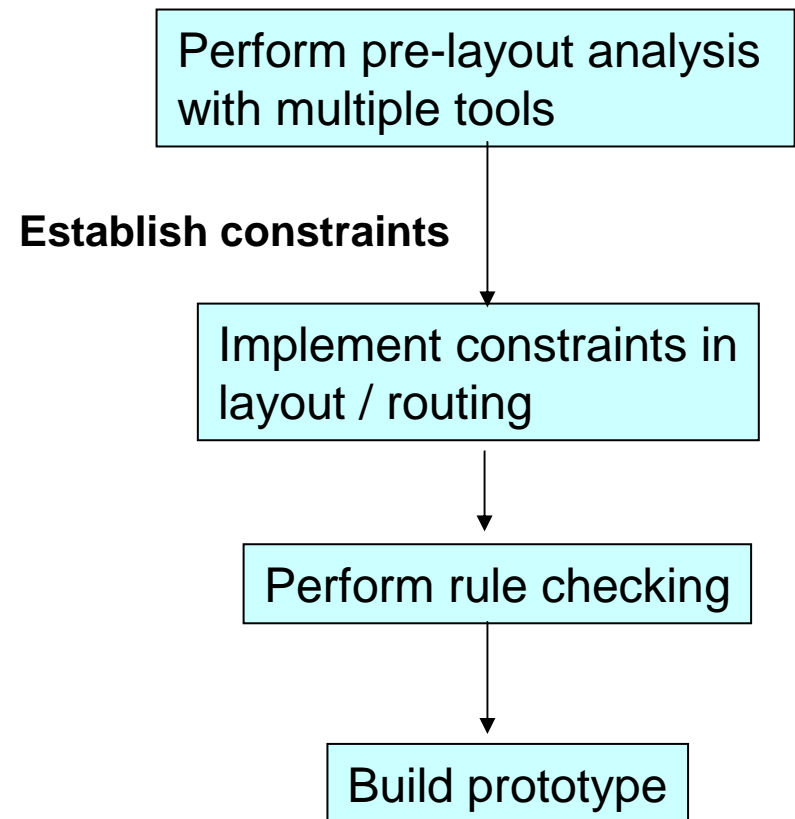 Perform pre-layout analysis
with multiple tools
Establish constraints
Implement constraints in
layout / routing
Perform rule checking
Build prototype